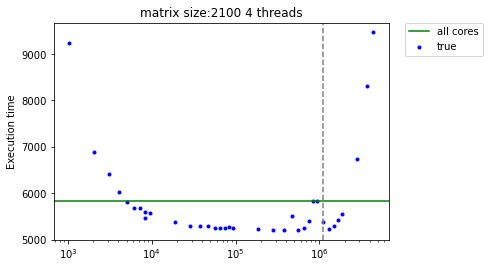 matrix size:2100 4 threads
Execution time
9000
8000
7000
6000
5000
10³
10⁴
10⁵
10⁶
all cores
true